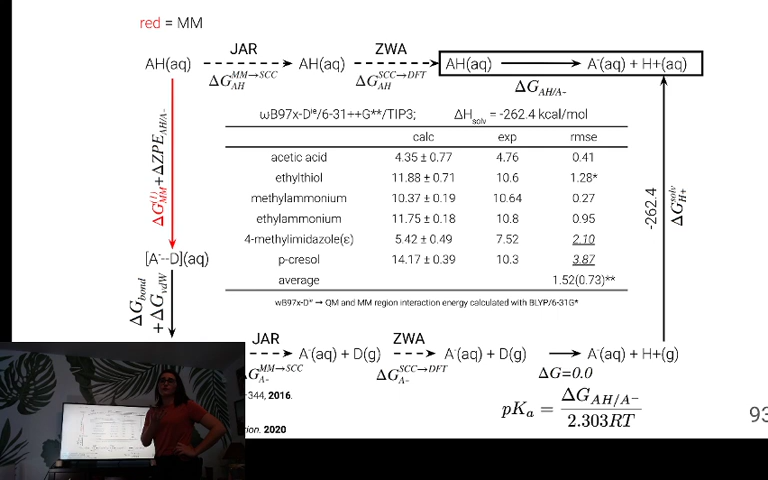 red = MM
JAR ZWA
AH(aq) AH(aq) AH(aq) A⁻(aq) + H+(aq)
ΔG_AH^MM→SCC ΔG_AH^SCC→DFT ΔG_AH/A-
ωB97x-Dˡᵉ/6-31++G**/TIP3; ΔH_solv = -262.4 kcal/mol
calc exp rmse
acetic acid 4.35 ± 0.77 4.76 0.41
ethylthiol 11.88 ± 0.71 10.6 1.28*
methylammonium 10.37 ± 0.19 10.64 0.27
ethylammonium 11.75 ± 0.18 10.8 0.95
4-methylimidazole(ε) 5.42 ± 0.49 7.52 2.10
p-cresol 14.17 ± 0.39 10.3 3.87
average 1.52(0.73)**
→ QM and MM region interaction energy calculated with BLYP/6-31G*
ΔG_MM^(1) + ΔZPE_AH/A-
-262.4 ΔG_H+^solv
[A⁻--D](aq)
ΔG_bond
+ΔG_vdW
JAR ZWA
A⁻(aq) + D(g) A⁻(aq) + D(g) A⁻(aq) + H+(g)
G_A-^MM→SCC ΔG_A-^SCC→DFT ΔG=0.0
-344, 2016.
pKₐ = ΔG_AH/A- / 2.303RT
93
ion. 2020